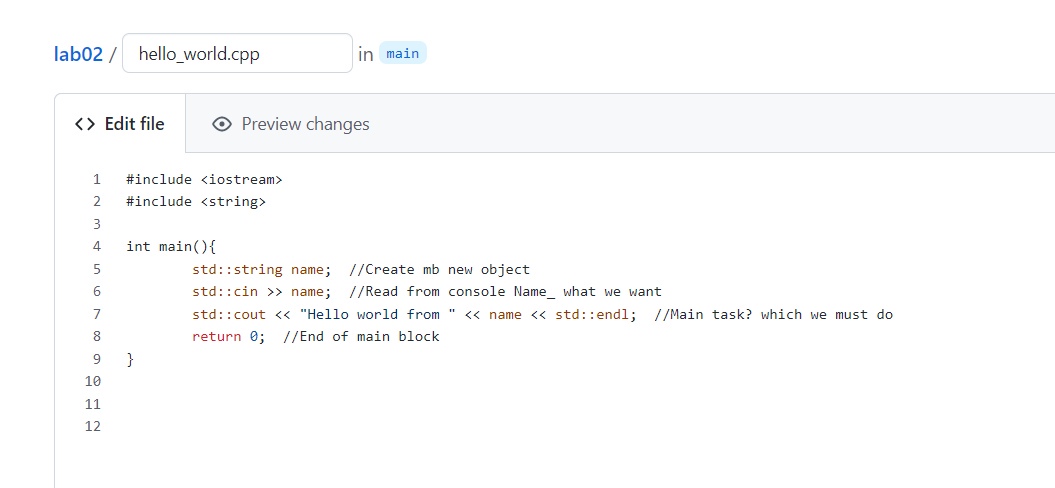 lab02 / hello_world.cpp in main
<> Edit file Preview changes
1 #include <iostream>
2 #include <string>
3
4 int main(){
5 std::string name; //Create mb new object
6 std::cin >> name; //Read from console Name_ what we want
7 std::cout << "Hello world from " << name << std::endl; //Main task? which we must do
8 return 0; //End of main block
9 }
10
11
12